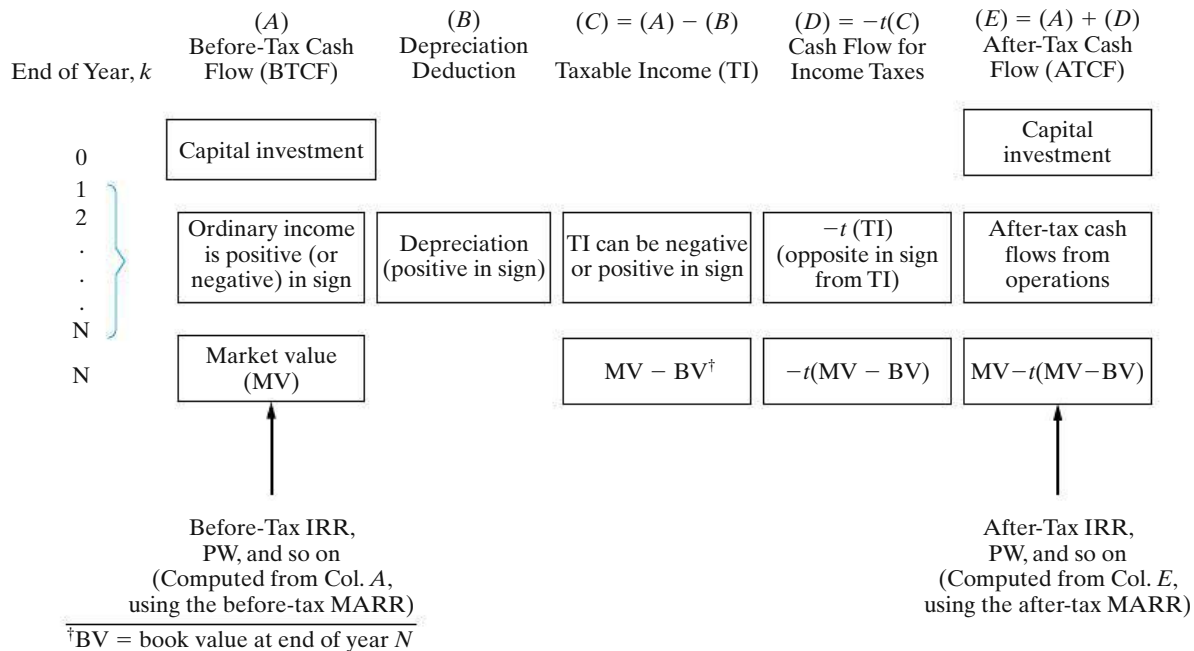 (A)
Before-Tax Cash
Flow (BTCF)
(B)
Depreciation
Deduction
(C) = (A) − (B)
Taxable Income (TI)
(D) = −t(C)
Cash Flow for
Income Taxes
(E) = (A) + (D)
After-Tax Cash
Flow (ATCF)
End of Year, k
0
Capital investment
Capital
investment
1
2
.
.
.
N
Ordinary income
is positive (or
negative) in sign
Depreciation
(positive in sign)
TI can be negative
or positive in sign
−t (TI)
(opposite in sign
from TI)
After-tax cash
flows from
operations
N
Market value
(MV)
MV − BV†
−t(MV − BV)
MV−t(MV−BV)
Before-Tax IRR,
PW, and so on
(Computed from Col. A,
using the before-tax MARR)
After-Tax IRR,
PW, and so on
(Computed from Col. E,
using the after-tax MARR)
†BV = book value at end of year N